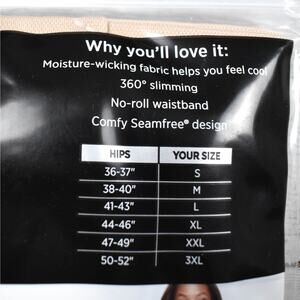 Why you'll love it:
Moisture-wicking fabric helps you feel cool
360° slimming
No-roll waistband
Comfy Seamfree® design
HIPS YOUR SIZE
36-37" S
38-40" M
41-43" L
44-46" XL
47-49" XXL
50-52" 3XL